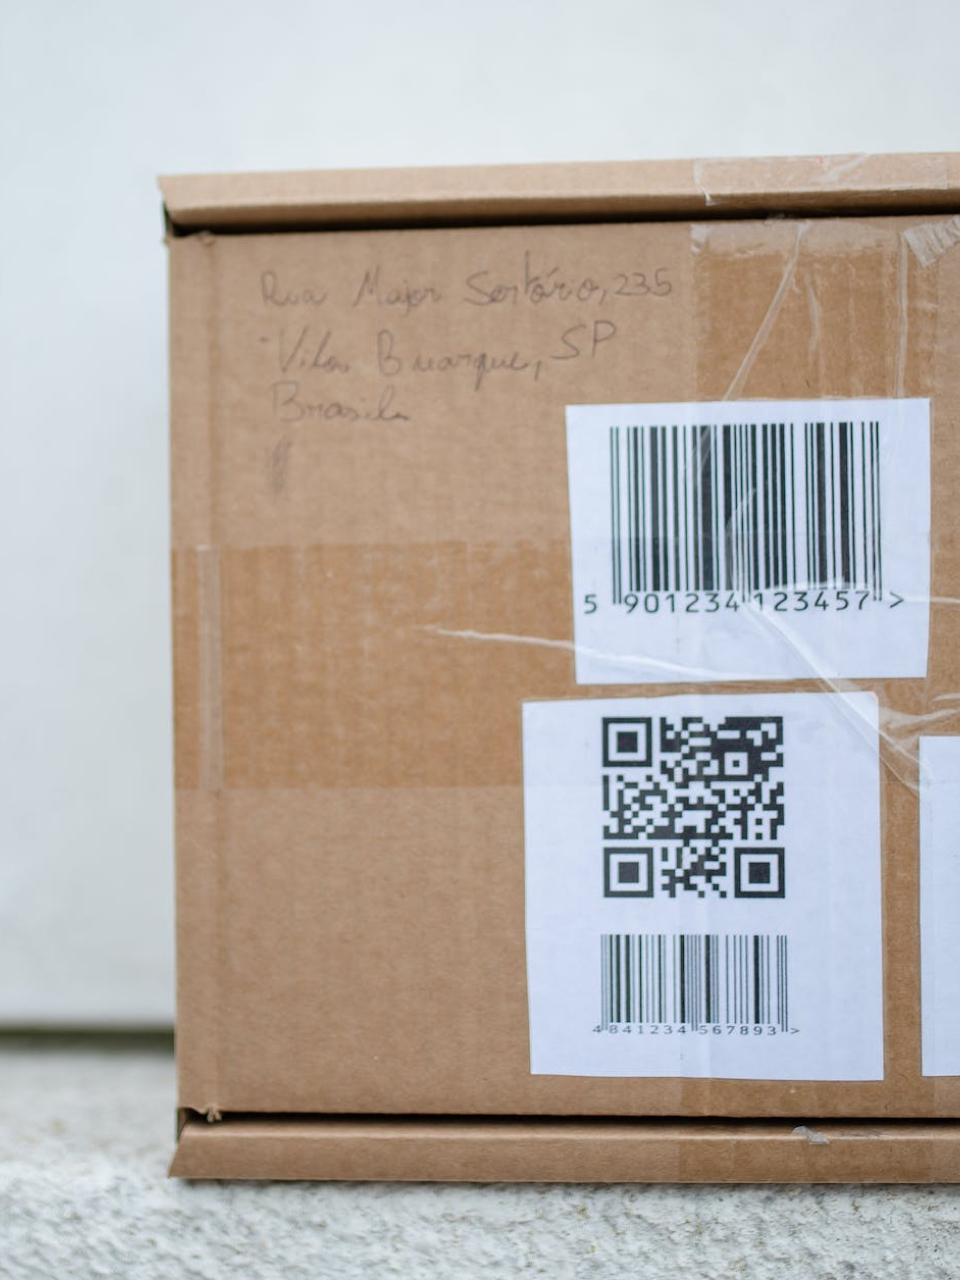 Rua Major Sertório, 235
Vila Buarque, SP
Brasil
5 901234 123457 >
4 841234 567893 >